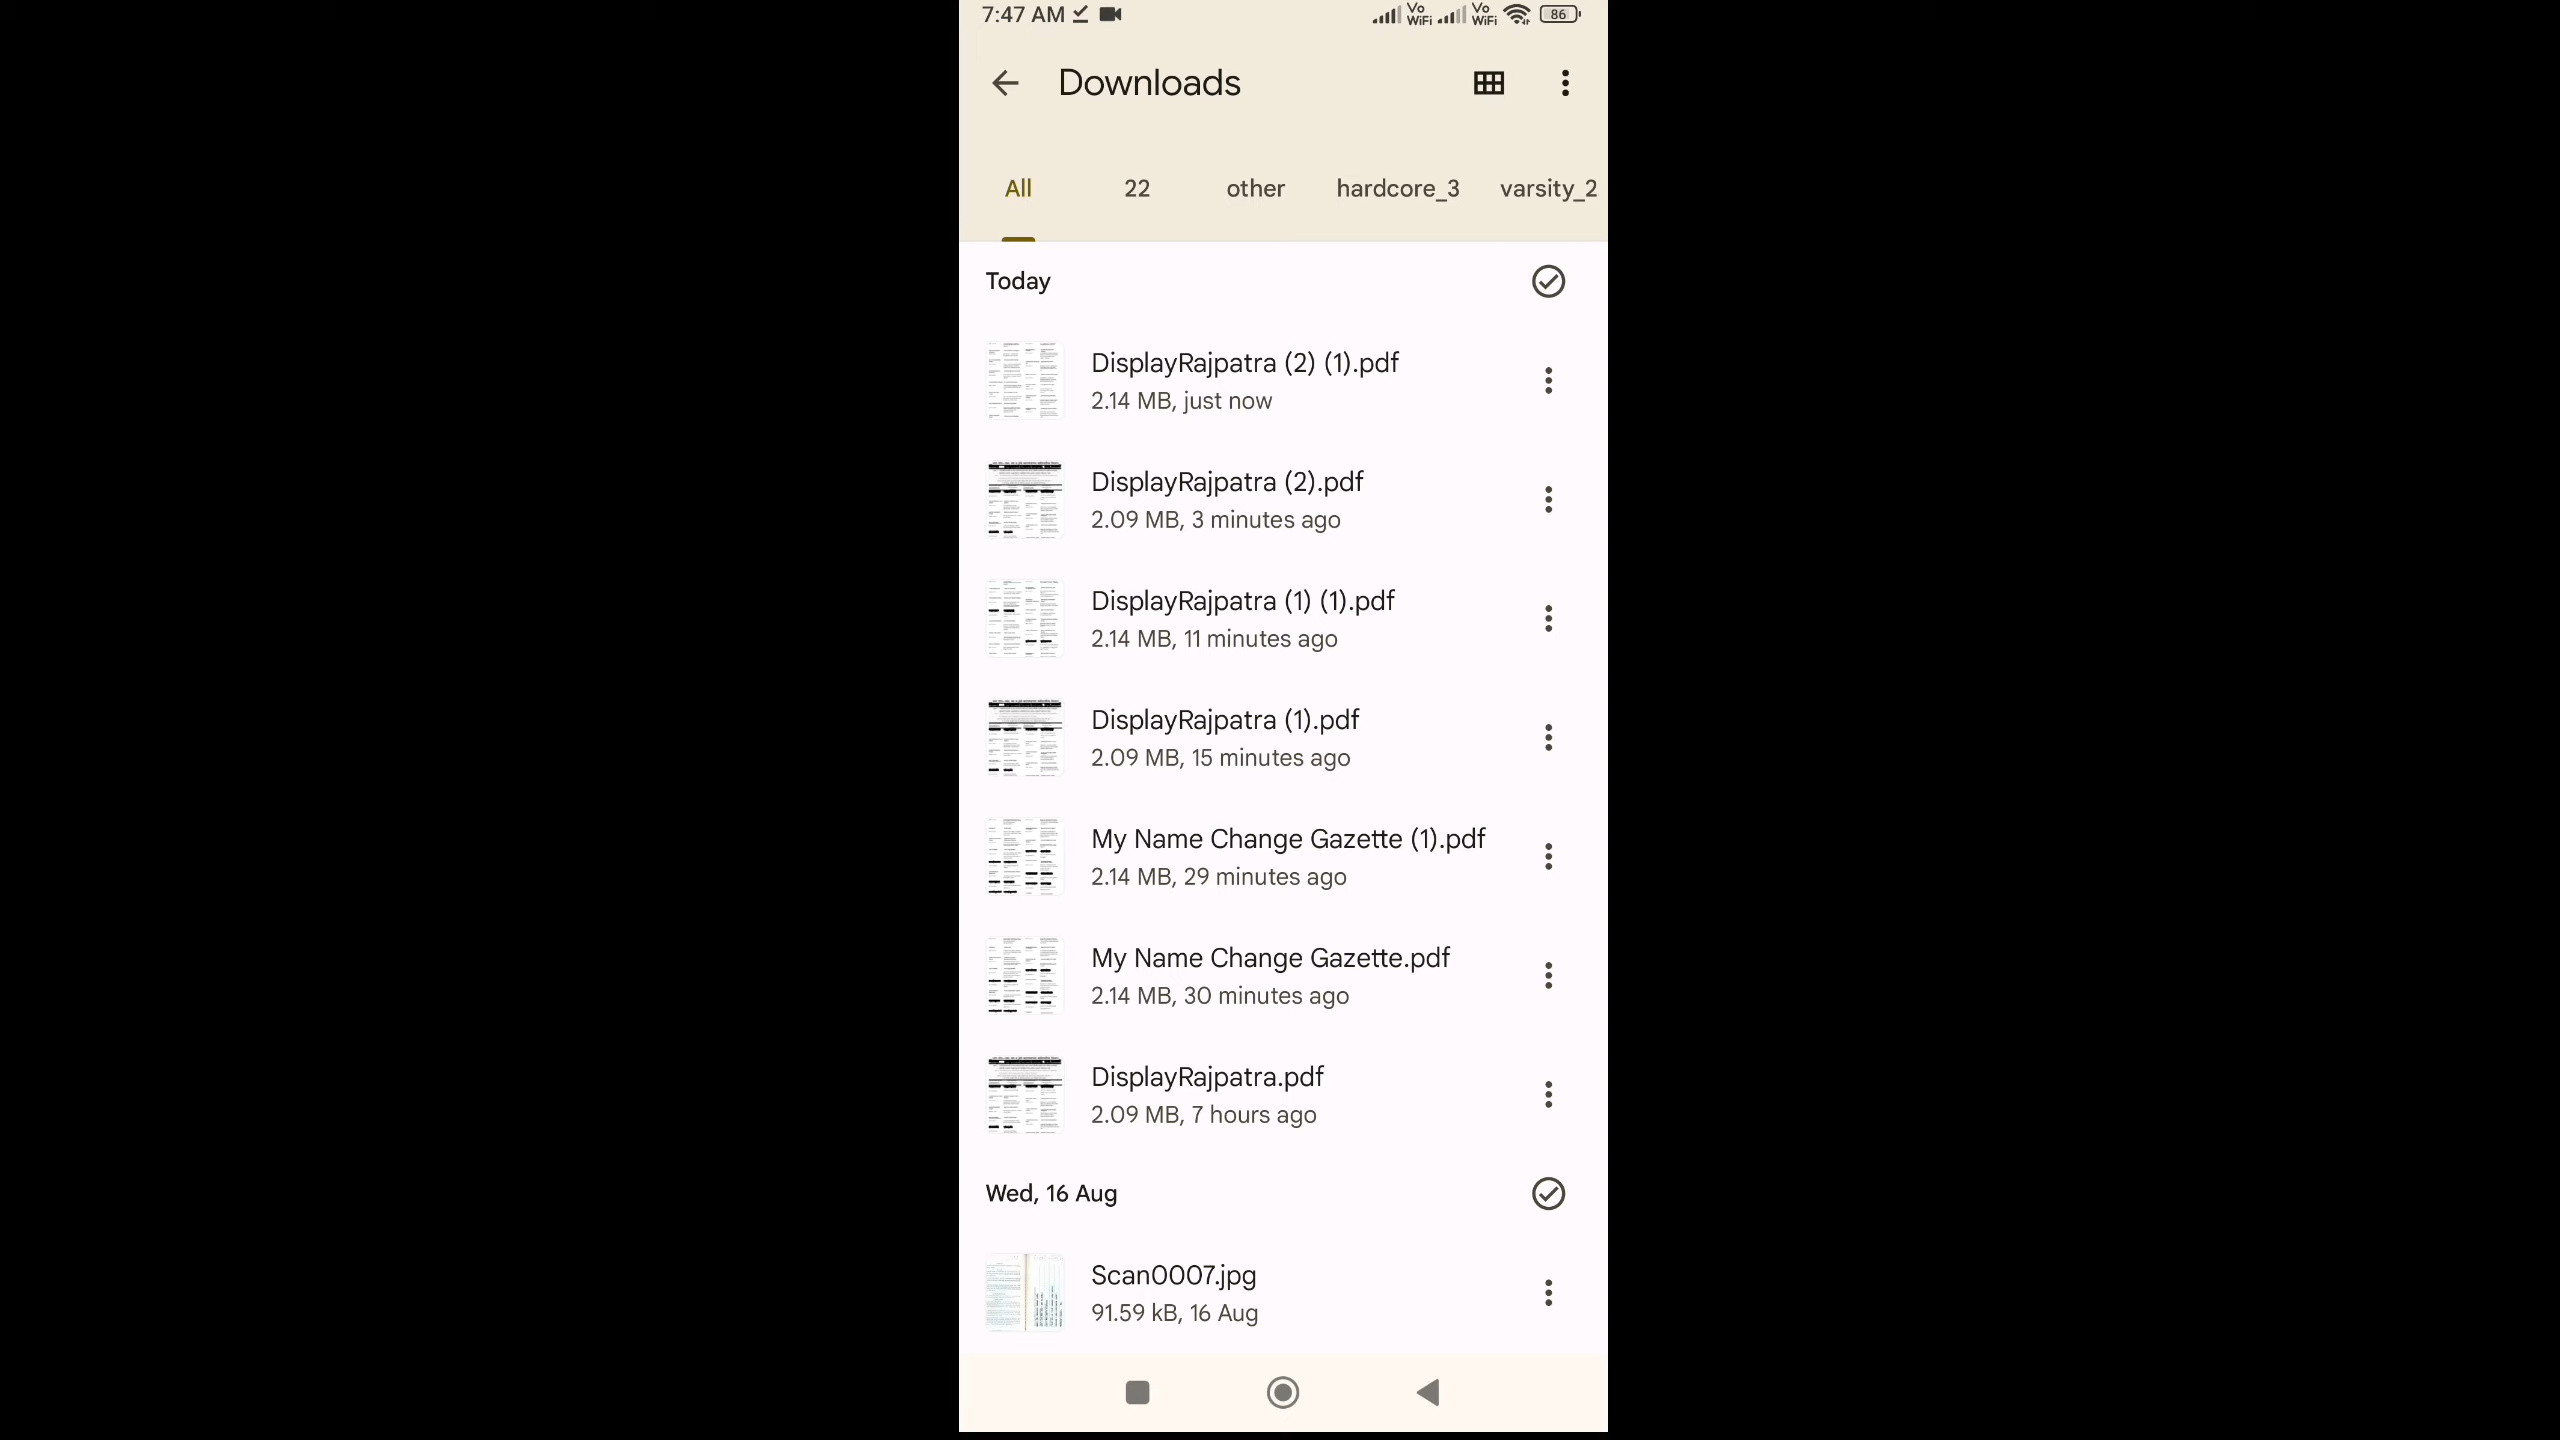 7:47 AM Vo WiFi Vo WiFi 86
Downloads
All 22 other hardcore_3 varsity_2
Today
DisplayRajpatra (2) (1).pdf
2.14 MB, just now
DisplayRajpatra (2).pdf
2.09 MB, 3 minutes ago
DisplayRajpatra (1) (1).pdf
2.14 MB, 11 minutes ago
DisplayRajpatra (1).pdf
2.09 MB, 15 minutes ago
My Name Change Gazette (1).pdf
2.14 MB, 29 minutes ago
My Name Change Gazette.pdf
2.14 MB, 30 minutes ago
DisplayRajpatra.pdf
2.09 MB, 7 hours ago
Wed, 16 Aug
Scan0007.jpg
91.59 kB, 16 Aug